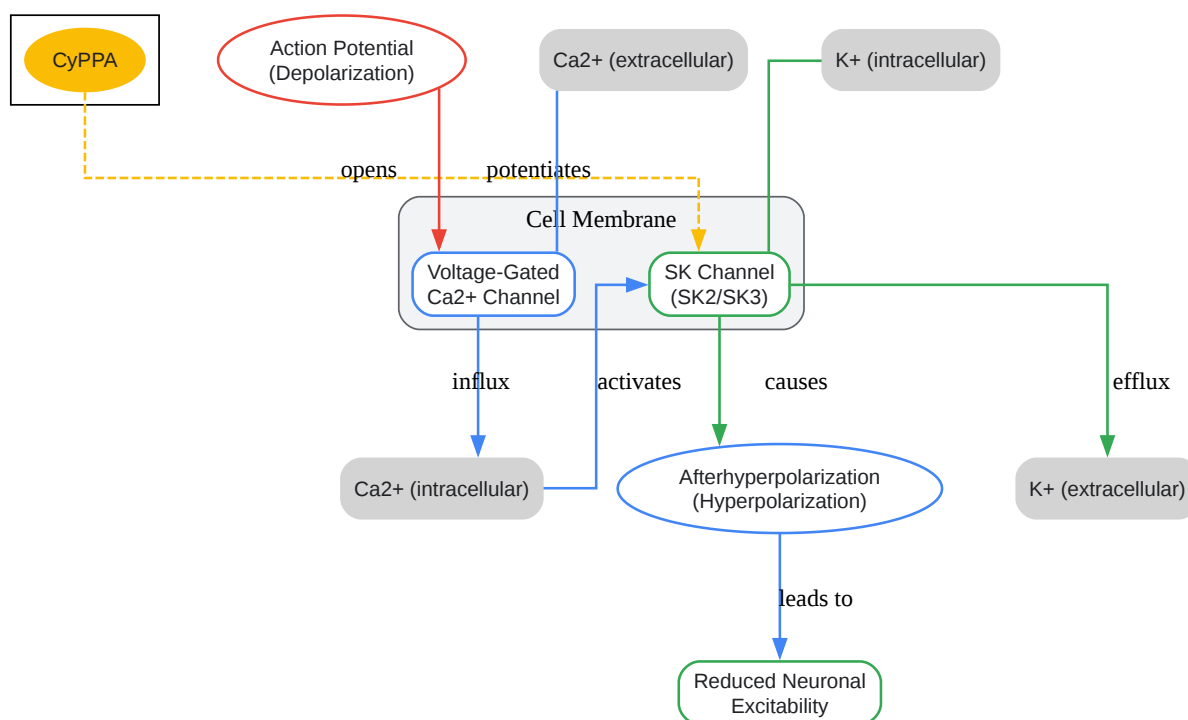 CyPPA
Action Potential
(Depolarization)
Ca2+ (extracellular)
K+ (intracellular)
opens
potentiates
Cell Membrane
Voltage-Gated
Ca2+ Channel
SK Channel
(SK2/SK3)
influx
activates
causes
efflux
Ca2+ (intracellular)
Afterhyperpolarization
(Hyperpolarization)
K+ (extracellular)
leads to
Reduced Neuronal
Excitability